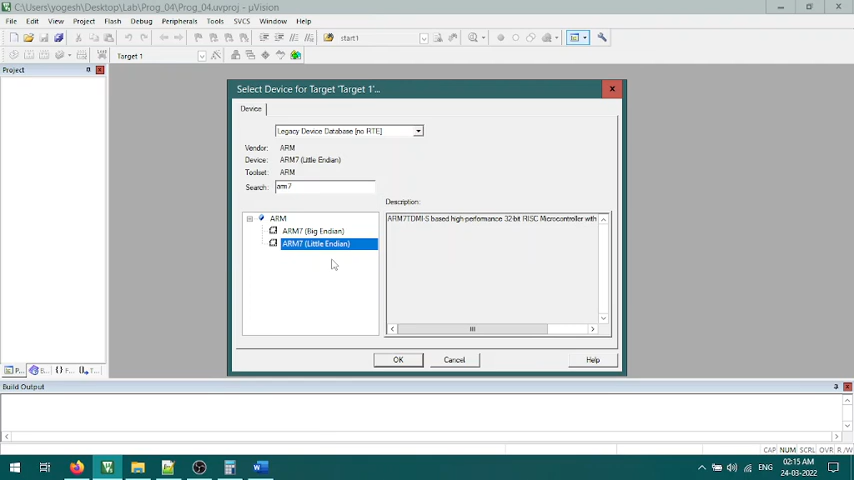 C:\Users\yogesh\Desktop\Lab\Prog_04\Prog_04.uvproj - µVision
File Edit View Project Flash Debug Peripherals Tools SVCS Window Help
start1
Target 1
Project
Select Device for Target 'Target 1'...
Device
Legacy Device Database [no RTE]
Vendor: ARM
Device: ARM7 (Little Endian)
Toolset: ARM
Search: arm7
Description:
ARM
ARM7 (Big Endian)
ARM7 (Little Endian)
ARM7TDMI-S based high-performance 32-bit RISC Microcontroller with
OK Cancel Help
P... B... {} F... T...
Build Output
CAP NUM SCRL OVR R/W
ENG
02:15 AM
24-03-2022